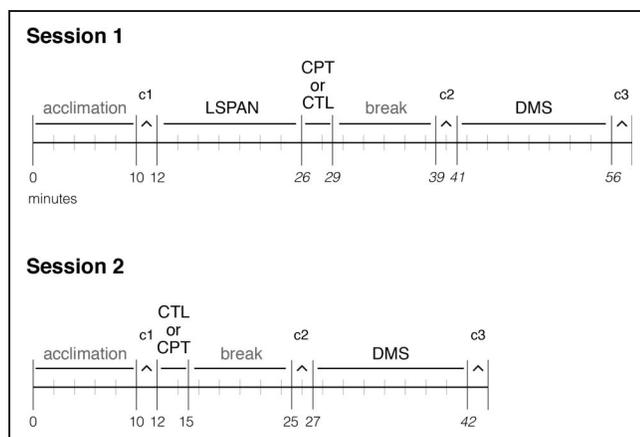 Session 1
CPT
or
c1 CTL c2 c3
acclimation LSPAN break DMS
^ ^ ^
0 10 12 26 29 39 41 56
minutes
Session 2
CTL
or
c1 CPT c2 c3
acclimation break DMS
^ ^ ^
0 10 12 15 25 27 42